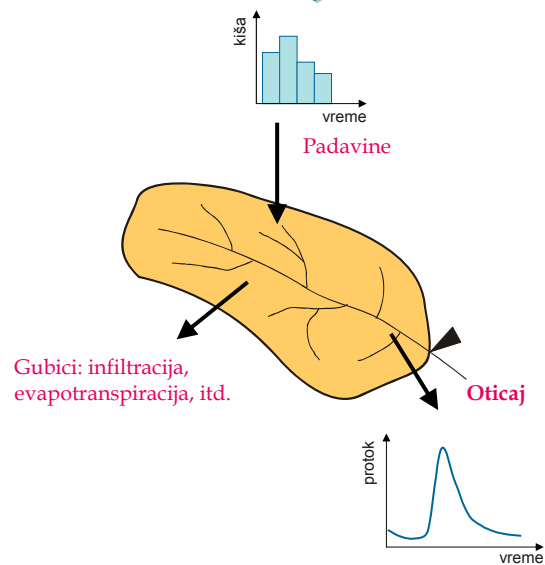 kiša
vreme
Padavine
Gubici: infiltracija,
evapotranspiracija, itd.
Oticaj
protok
vreme